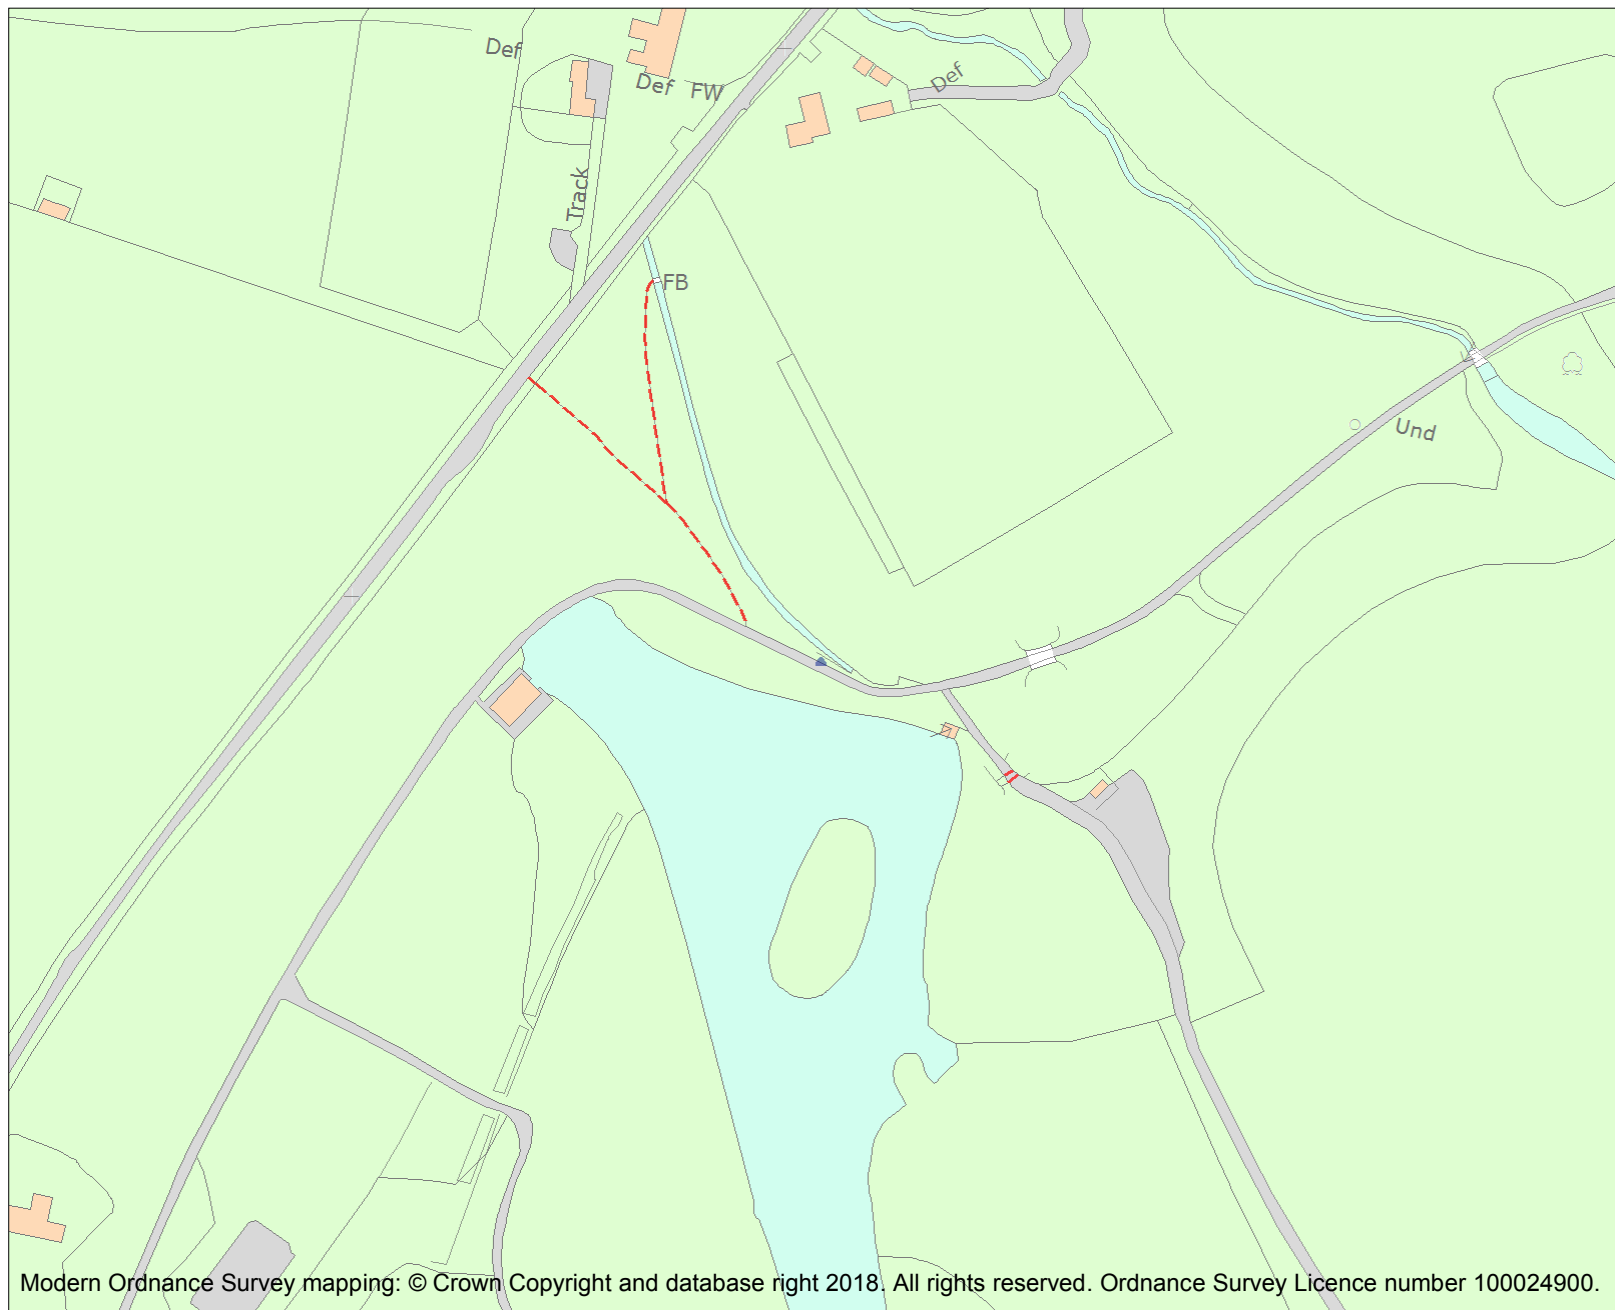 Def
Def FW
Def
Track
FB
Und
Modern Ordnance Survey mapping: © Crown Copyright and database right 2018. All rights reserved. Ordnance Survey Licence number 100024900.